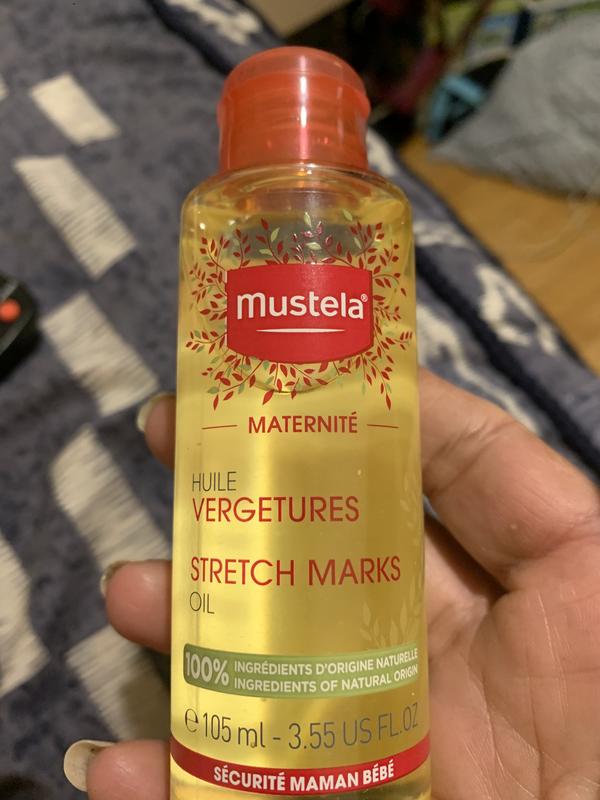 mustela®
MATERNITÉ
HUILE
VERGETURES
STRETCH MARKS
OIL
100% INGRÉDIENTS D'ORIGINE NATURELLE
INGREDIENTS OF NATURAL ORIGIN
℮ 105 ml - 3.55 US FL.OZ
SÉCURITÉ MAMAN BÉBÉ